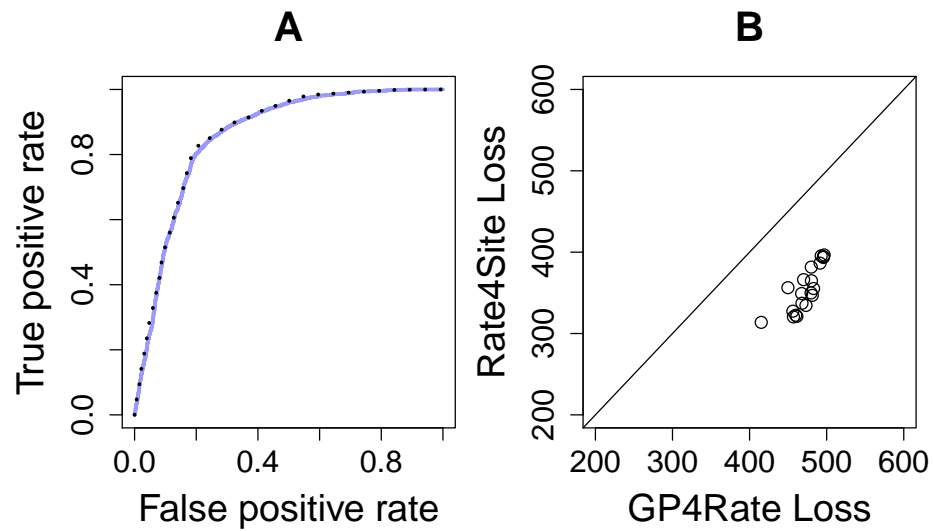 A
True positive rate
0.0
0.4
0.8
0.0
0.4
0.8
False positive rate
B
Rate4Site Loss
200
300
400
500
600
200
300
400
500
600
GP4Rate Loss